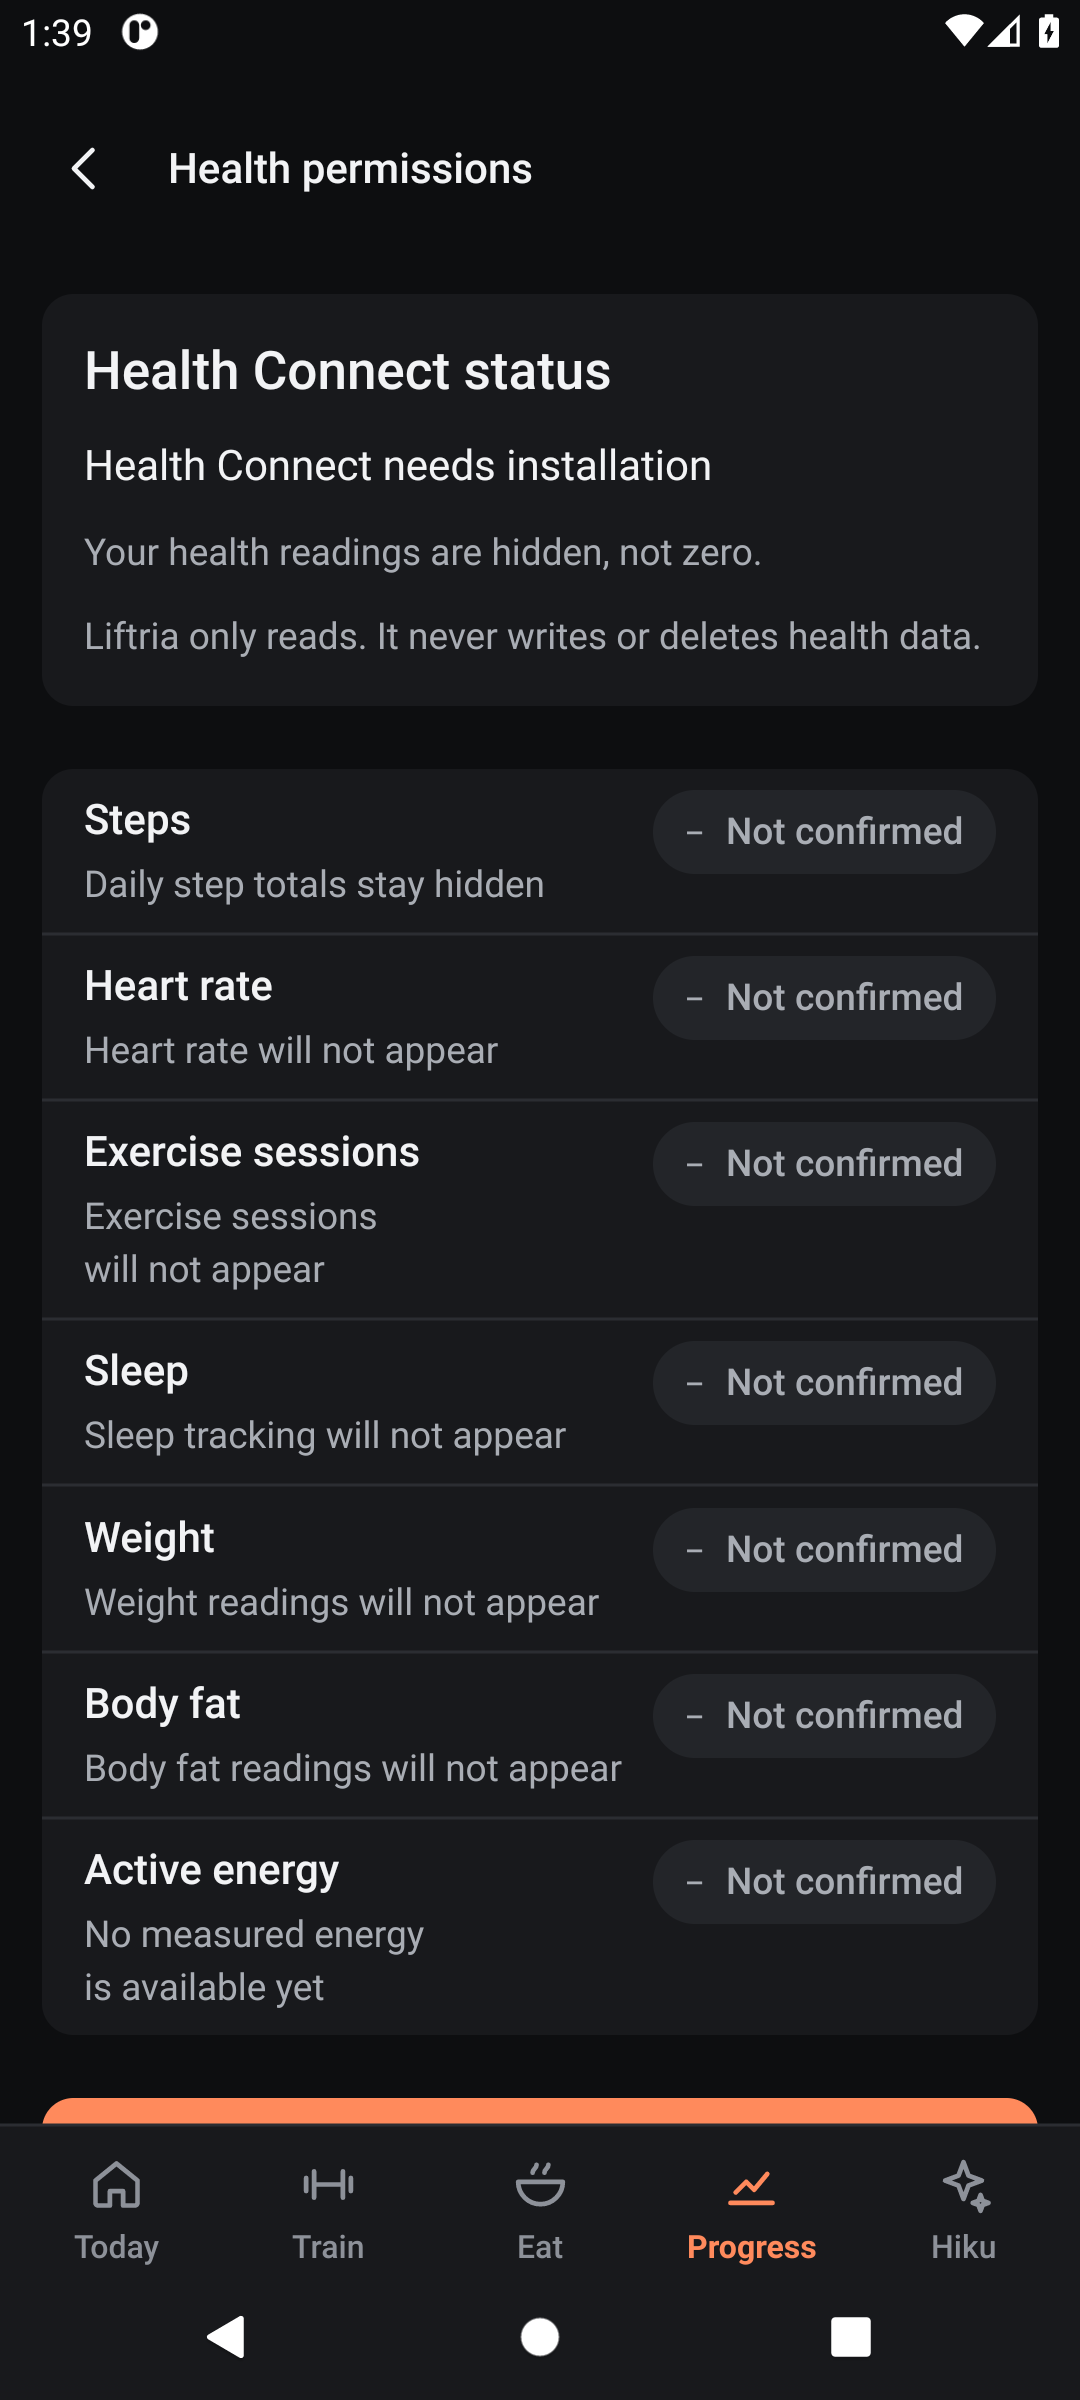 1:39
Health permissions
Health Connect status
Health Connect needs installation
Your health readings are hidden, not zero.
Liftria only reads. It never writes or deletes health data.
Steps
– Not confirmed
Daily step totals stay hidden
Heart rate
– Not confirmed
Heart rate will not appear
Exercise sessions
– Not confirmed
Exercise sessions
will not appear
Sleep
– Not confirmed
Sleep tracking will not appear
Weight
– Not confirmed
Weight readings will not appear
Body fat
– Not confirmed
Body fat readings will not appear
Active energy
– Not confirmed
No measured energy
is available yet
Today Train Eat Progress Hiku